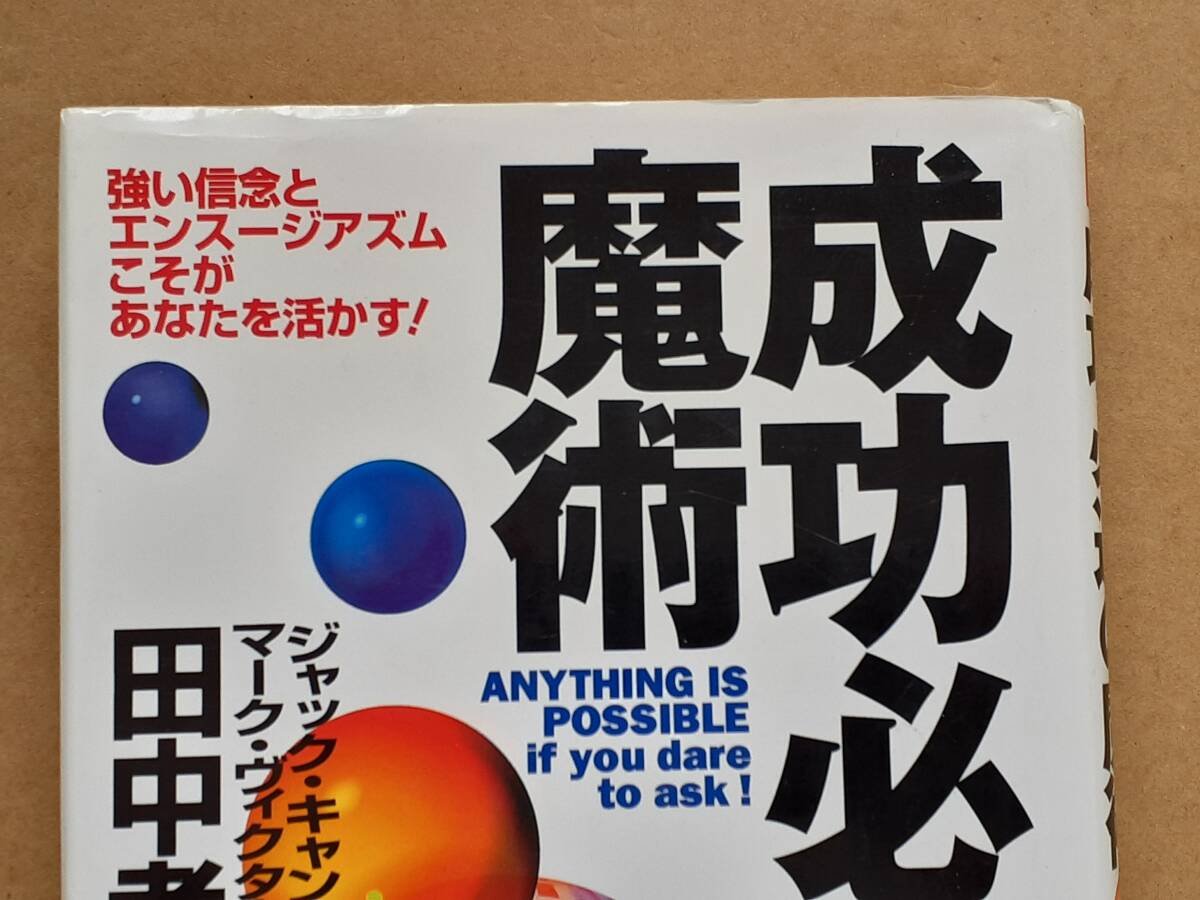 強い信念と
エンスージアズム
こそが
あなたを活かす!
成功必
魔術
ANYTHING IS
POSSIBLE
if you dare
to ask!
ジャック・キャン
マーク・ヴィクタ
田中孝